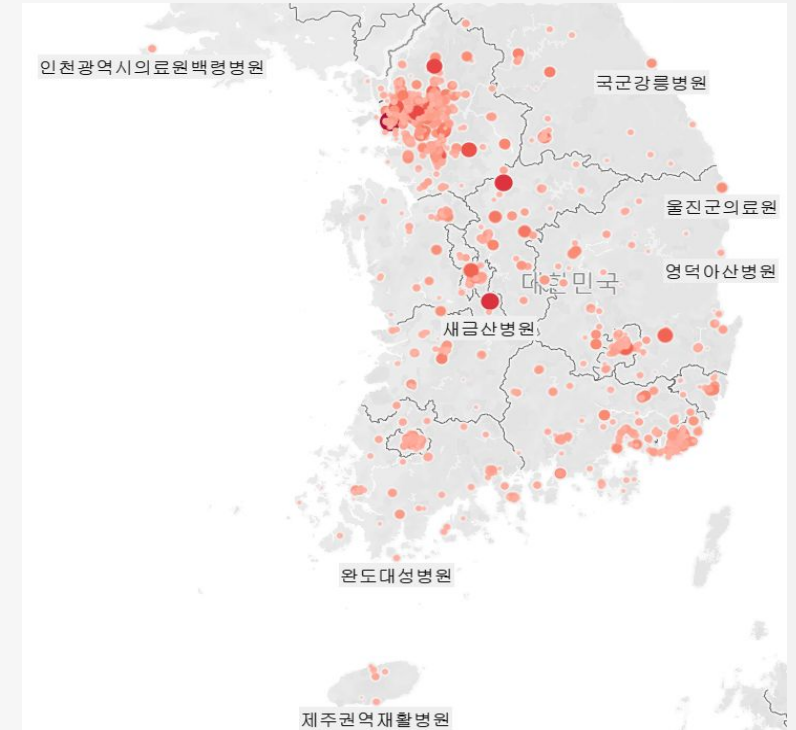 인천광역시의료원백령병원
국군강릉병원
울진군의료원
영덕아산병원
대한민국
새금산병원
완도대성병원
제주권역재활병원